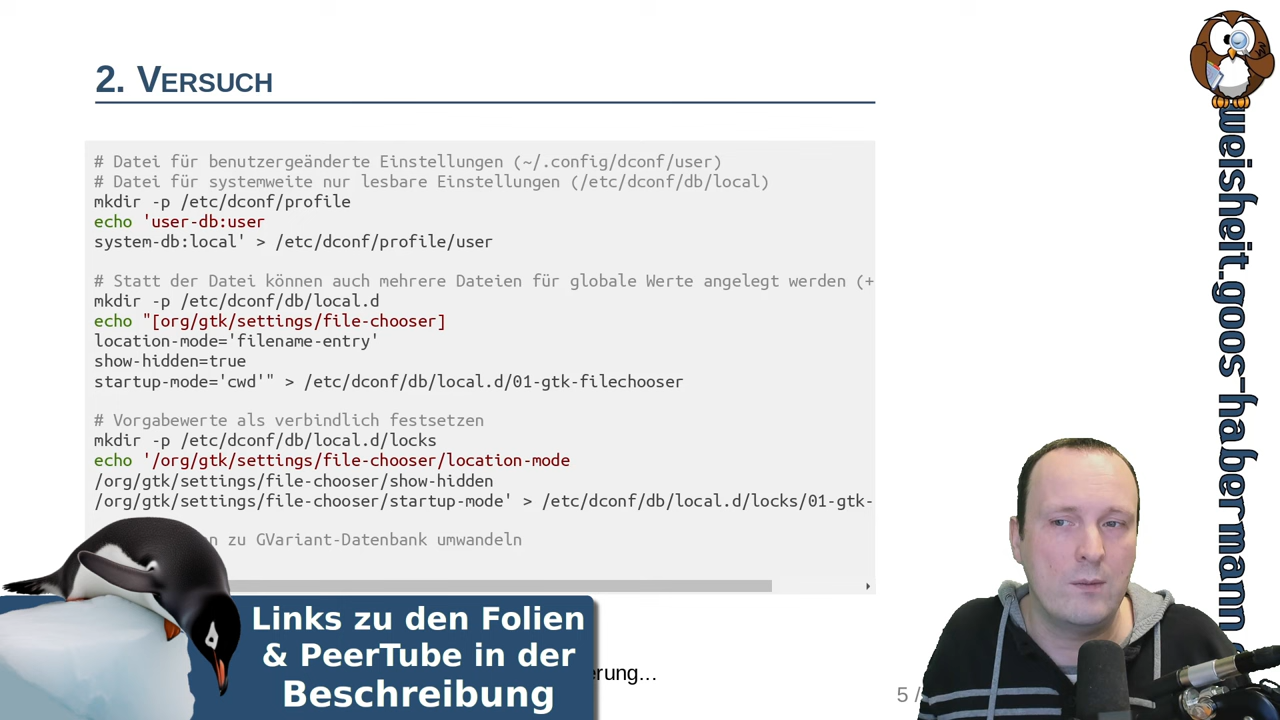 2. Versuch
# Datei für benutzergeänderte Einstellungen (~/.config/dconf/user)
# Datei für systemweite nur lesbare Einstellungen (/etc/dconf/db/local)
mkdir -p /etc/dconf/profile
echo 'user-db:user
system-db:local' > /etc/dconf/profile/user
# Statt der Datei können auch mehrere Dateien für globale Werte angelegt werden (+
mkdir -p /etc/dconf/db/local.d
echo "[org/gtk/settings/file-chooser]
location-mode='filename-entry'
show-hidden=true
startup-mode='cwd'" > /etc/dconf/db/local.d/01-gtk-filechooser
# Vorgabewerte als verbindlich festsetzen
mkdir -p /etc/dconf/db/local.d/locks
echo '/org/gtk/settings/file-chooser/location-mode
/org/gtk/settings/file-chooser/show-hidden
/org/gtk/settings/file-chooser/startup-mode' > /etc/dconf/db/local.d/locks/01-gtk-
zu GVariant-Datenbank umwandeln
Links zu den Folien
& PeerTube in der
Beschreibung
5 /
weisheit.goos-habermann.